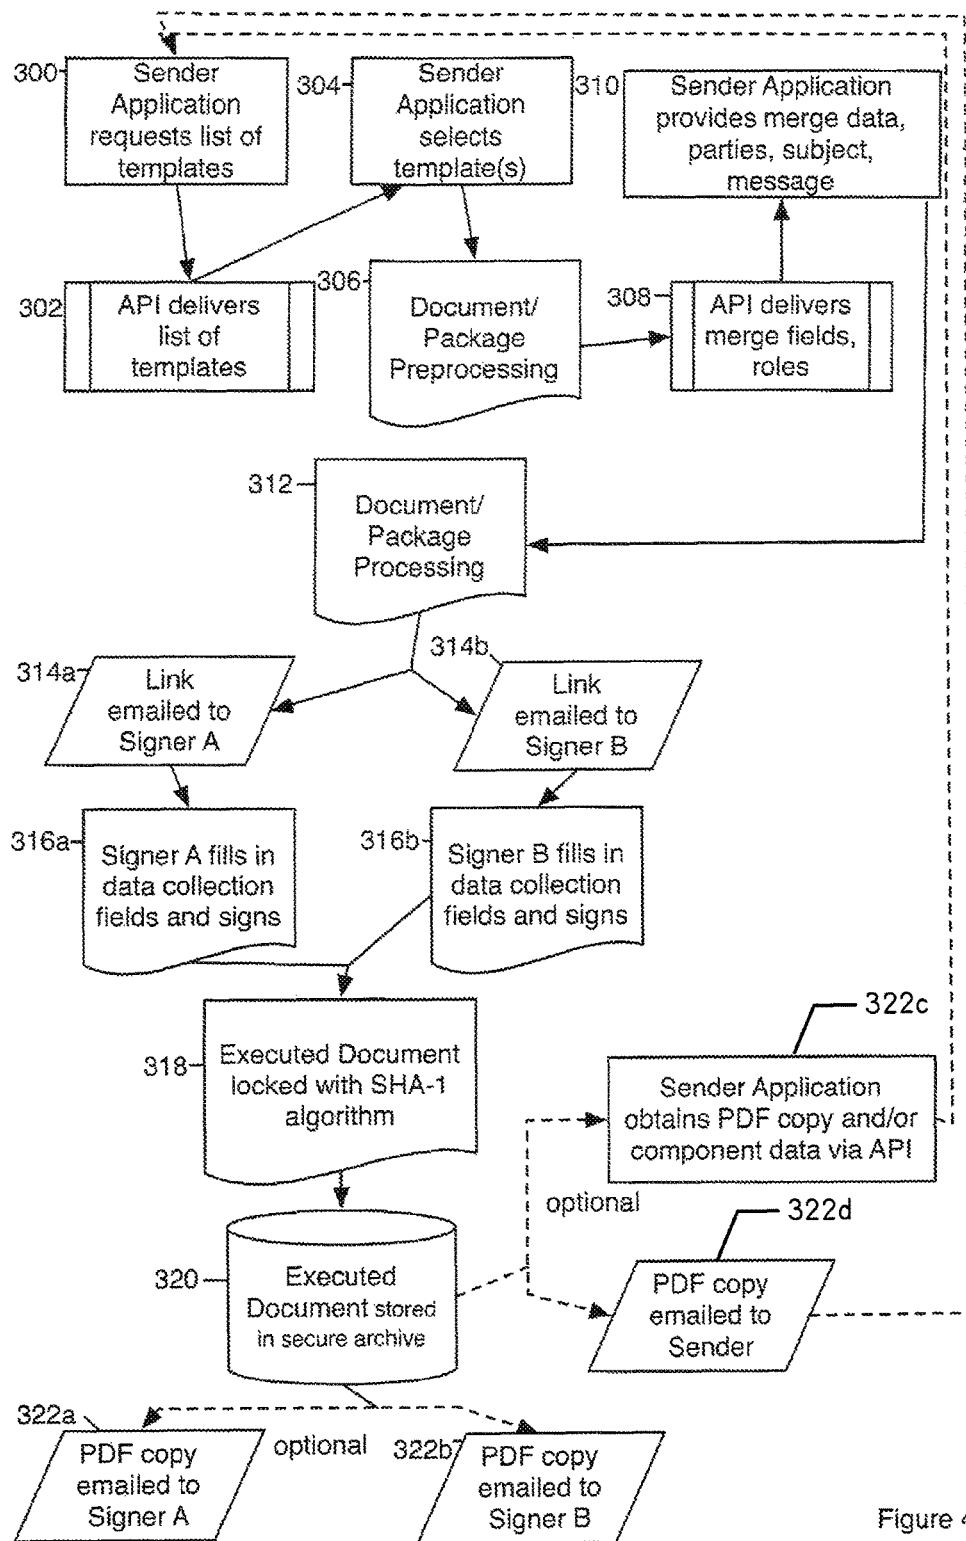 300
Sender
Application
requests list of
templates
304
Sender
Application
selects
template(s)
310
Sender Application
provides merge data,
parties, subject,
message
302
API delivers
list of
templates
306
Document/
Package
Preprocessing
308
API delivers
merge fields,
roles
312
Document/
Package
Processing
314a
Link
emailed to
Signer A
314b
Link
emailed to
Signer B
316a
Signer A fills in
data collection
fields and signs
316b
Signer B fills in
data collection
fields and signs
318
Executed Document
locked with SHA-1
algorithm
322c
Sender Application
obtains PDF copy and/or
component data via API
optional
320
Executed
Document stored
in secure archive
322d
PDF copy
emailed to
Sender
322a
PDF copy
emailed to
Signer A
optional
322b
PDF copy
emailed to
Signer B
Figure 4